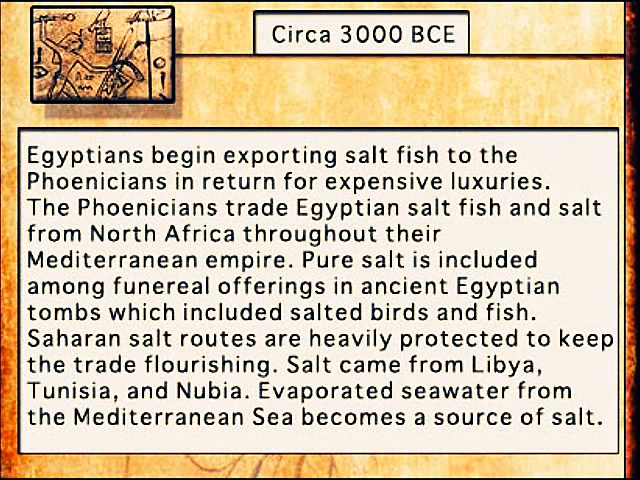 Circa 3000 BCE
Egyptians begin exporting salt fish to the
Phoenicians in return for expensive luxuries.
The Phoenicians trade Egyptian salt fish and salt
from North Africa throughout their
Mediterranean empire. Pure salt is included
among funereal offerings in ancient Egyptian
tombs which included salted birds and fish.
Saharan salt routes are heavily protected to keep
the trade flourishing. Salt came from Libya,
Tunisia, and Nubia. Evaporated seawater from
the Mediterranean Sea becomes a source of salt.